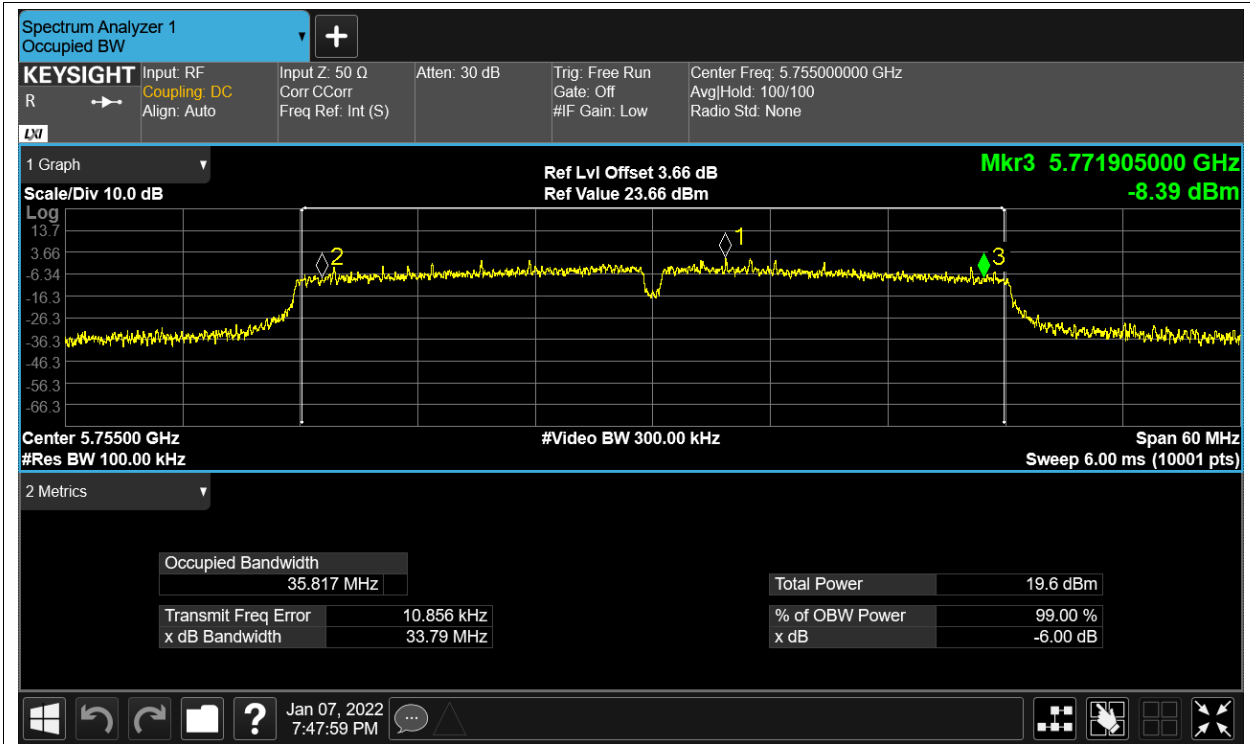 Spectrum Analyzer 1
Occupied BW
KEYSIGHT
R
LXI
Input: RF
Coupling: DC
Align: Auto
Input Z: 50 Ω
Corr CCorr
Freq Ref: Int (S)
Atten: 30 dB
Trig: Free Run
Gate: Off
#IF Gain: Low
Center Freq: 5.755000000 GHz
Avg|Hold: 100/100
Radio Std: None
1 Graph
Scale/Div 10.0 dB
Ref Lvl Offset 3.66 dB
Ref Value 23.66 dBm
Mkr3 5.771905000 GHz
-8.39 dBm
Log
13.7
3.66
-6.34
-16.3
-26.3
-36.3
-46.3
-56.3
-66.3
2
1
3
Center 5.75500 GHz
#Video BW 300.00 kHz
Span 60 MHz
#Res BW 100.00 kHz
Sweep 6.00 ms (10001 pts)
2 Metrics
Occupied Bandwidth
35.817 MHz
Transmit Freq Error 10.856 kHz
x dB Bandwidth 33.79 MHz
Total Power 19.6 dBm
% of OBW Power 99.00 %
x dB -6.00 dB
?
Jan 07, 2022
7:47:59 PM